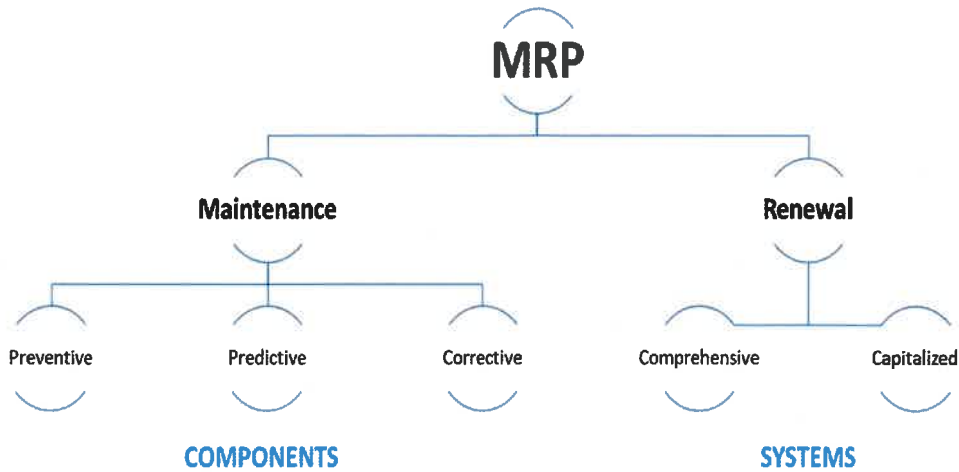 MRP
Maintenance
Renewal
Preventive
Predictive
Corrective
Comprehensive
Capitalized
COMPONENTS
SYSTEMS